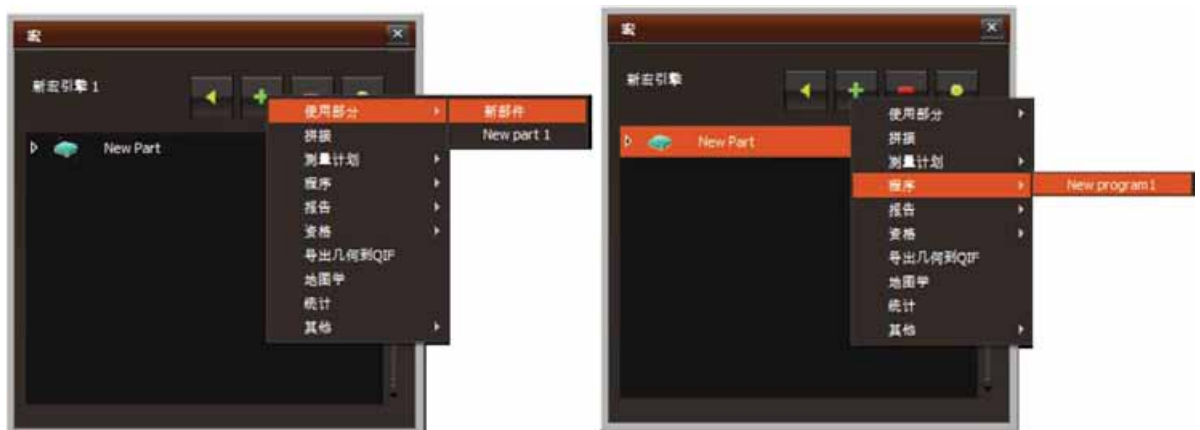 宏
新宏引擎 1
使用部分
新部件
New Part
拼接
New part 1
测量计划
程序
报告
资格
导出几何到QIF
地图学
统计
其他
宏
新宏引擎
使用部分
New Part
拼接
测量计划
程序
New program1
报告
资格
导出几何到QIF
地图学
统计
其他